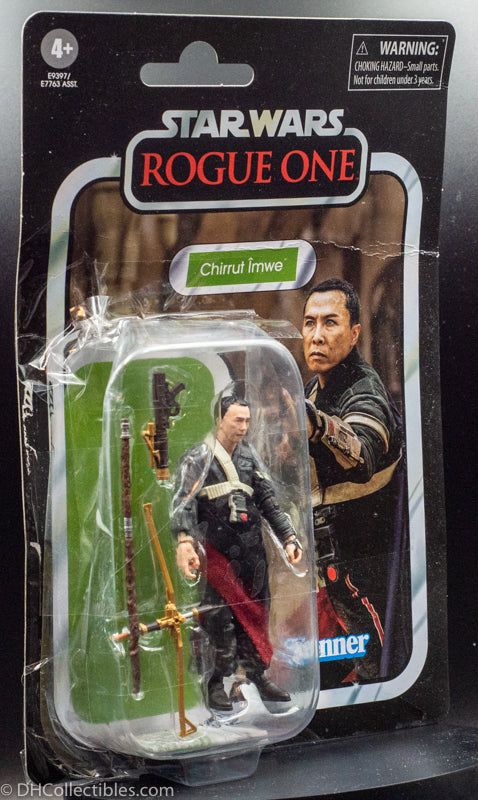 4+
E9397/
E7763 ASST.
WARNING:
CHOKING HAZARD–Small parts.
Not for children under 3 years.
STAR WARS
ROGUE ONE
Chirrut Îmwe
Kenner
© DHCollectibles.com